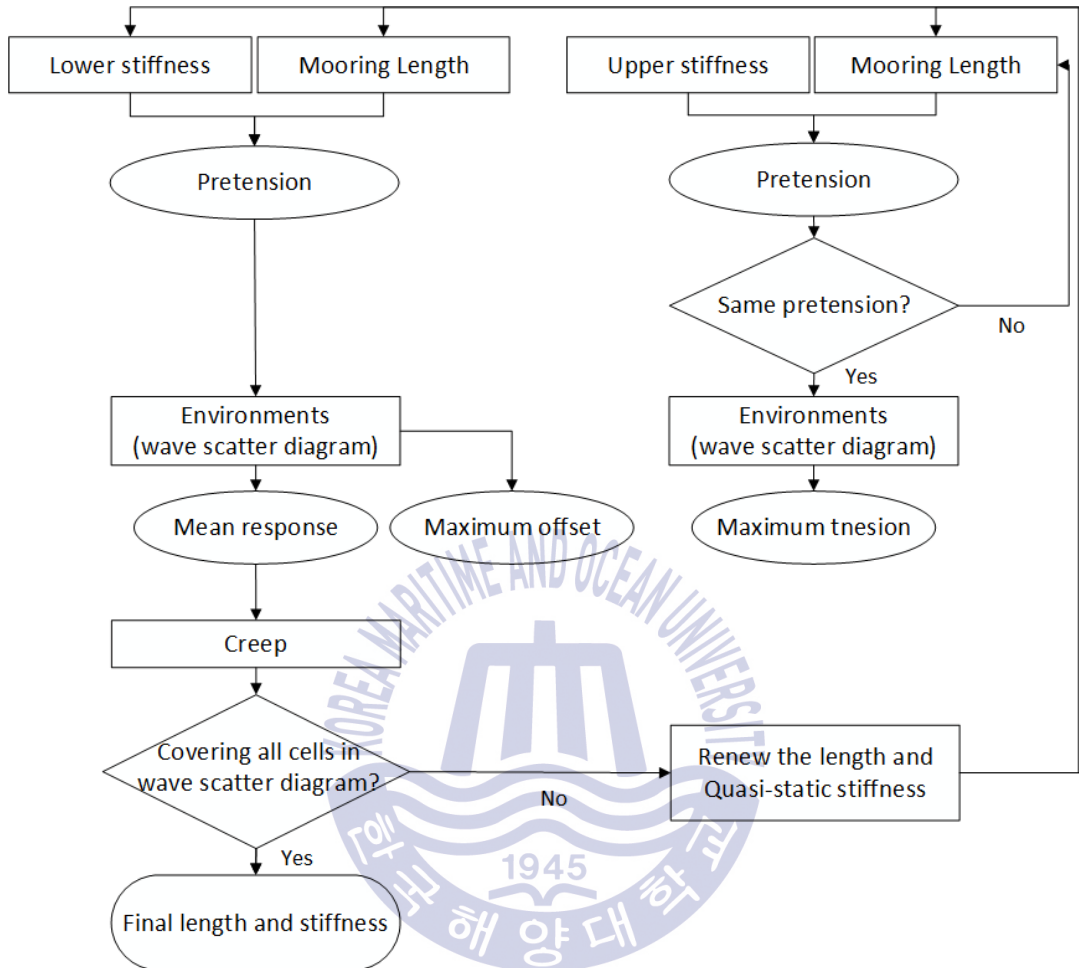 Lower stiffness
Mooring Length
Upper stiffness
Mooring Length
Pretension
Pretension
Same pretension?
No
Yes
Environments
(wave scatter diagram)
Environments
(wave scatter diagram)
Mean response
Maximum offset
Maximum tnesion
Creep
Covering all cells in
wave scatter diagram?
No
Renew the length and
Quasi-static stiffness
Yes
Final length and stiffness
KOREA MARITIME AND OCEAN UNIVERSITY
1945
한국해양대학교